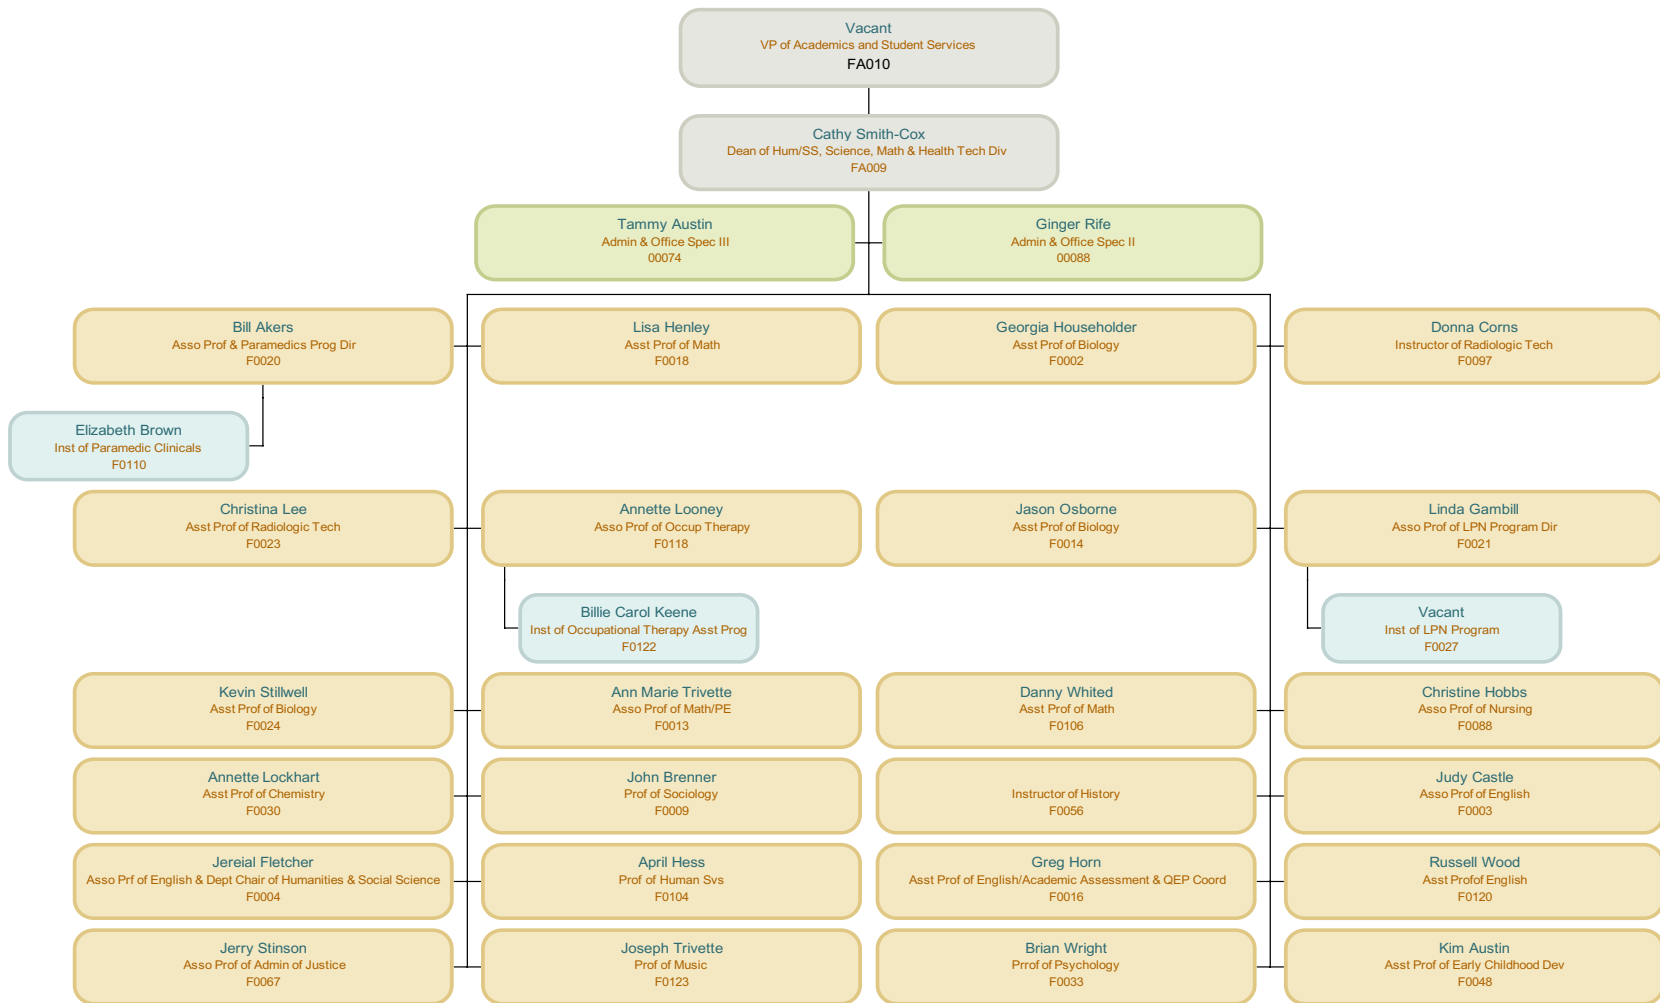 Vacant
VP of Academics and Student Services
FA010
Cathy Smith-Cox
Dean of Hum/SS, Science, Math & Health Tech Div
FA009
Tammy Austin
Admin & Office Spec III
00074
Ginger Rife
Admin & Office Spec II
00088
Bill Akers
Asso Prof & Paramedics Prog Dir
F0020
Lisa Henley
Asst Prof of Math
F0018
Georgia Householder
Asst Prof of Biology
F0002
Donna Corns
Instructor of Radiologic Tech
F0097
Elizabeth Brown
Inst of Paramedic Clinicals
F0110
Christina Lee
Asst Prof of Radiologic Tech
F0023
Annette Looney
Asso Prof of Occup Therapy
F0118
Jason Osborne
Asst Prof of Biology
F0014
Linda Gambill
Asso Prof of LPN Program Dir
F0021
Billie Carol Keene
Inst of Occupational Therapy Asst Prog
F0122
Vacant
Inst of LPN Program
F0027
Kevin Stillwell
Asst Prof of Biology
F0024
Ann Marie Trivette
Asso Prof of Math/PE
F0013
Danny Whited
Asst Prof of Math
F0106
Christine Hobbs
Asso Prof of Nursing
F0088
Annette Lockhart
Asst Prof of Chemistry
F0030
John Brenner
Prof of Sociology
F0009
Instructor of History
F0056
Judy Castle
Asso Prof of English
F0003
Jereial Fletcher
Asso Prf of English & Dept Chair of Humanities & Social Science
F0004
April Hess
Prof of Human Svs
F0104
Greg Horn
Asst Prof of English/Academic Assessment & QEP Coord
F0016
Russell Wood
Asst Profof English
F0120
Jerry Stinson
Asso Prof of Admin of Justice
F0067
Joseph Trivette
Prof of Music
F0123
Brian Wright
Prrof of Psychology
F0033
Kim Austin
Asst Prof of Early Childhood Dev
F0048